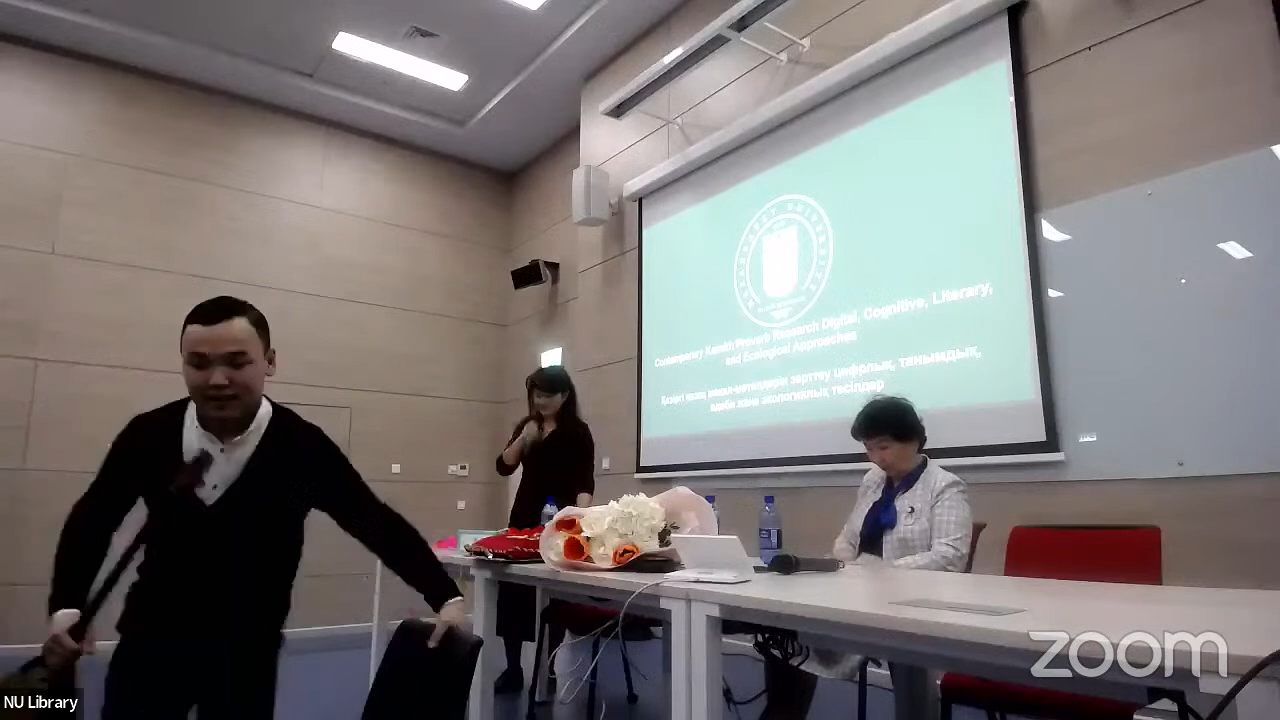 Contemporary Kazakh Proverb Research Digital, Cognitive, Literary,
and Ecological Approaches
Қазіргі қазақ мақал-мәтелдерін зерттеу цифрлық, танымдық,
әдеби және экологиялық тәсілдер
zoom
NU Library